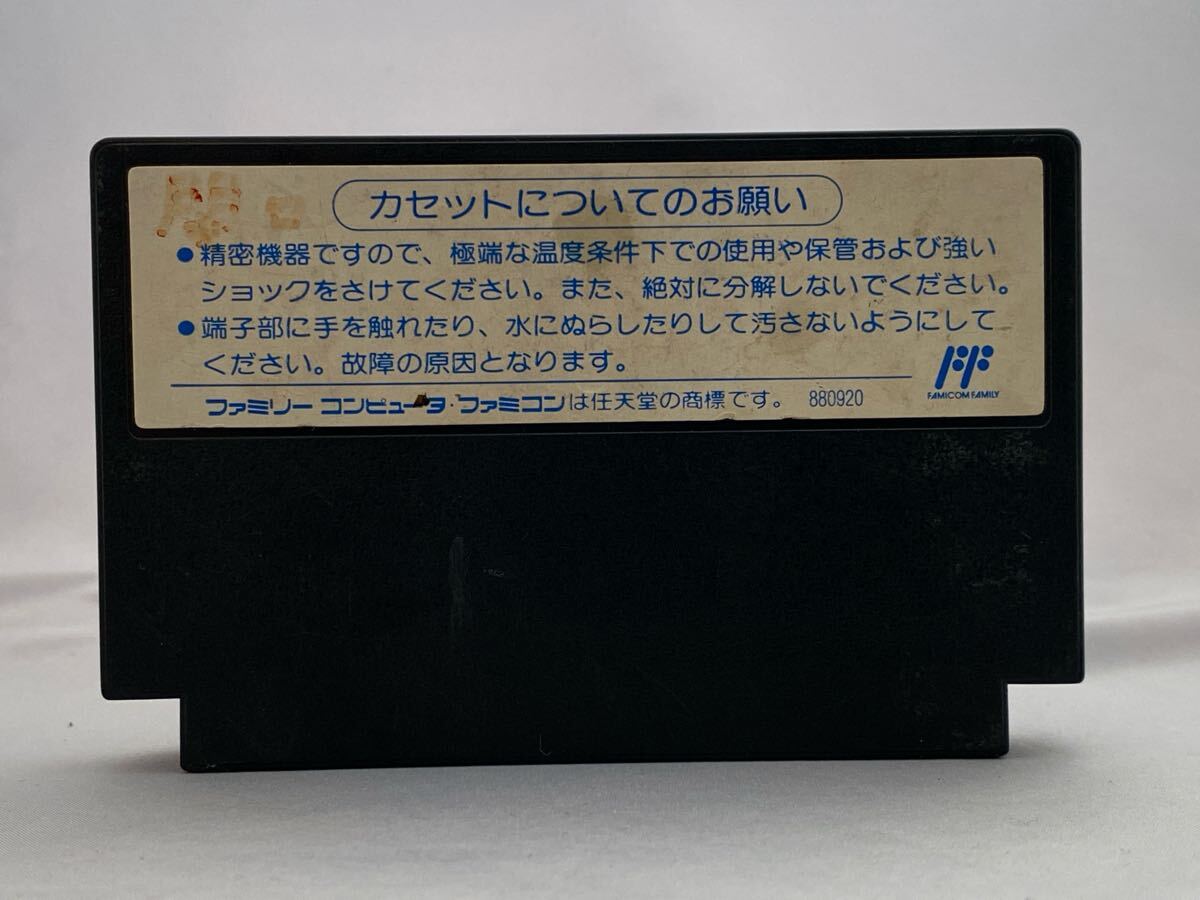 カセットについてのお願い
●精密機器ですので、極端な温度条件下での使用や保管および強い
ショックをさけてください。また、絶対に分解しないでください。
●端子部に手を触れたり、水にぬらしたりして汚さないようにして
ください。故障の原因となります。
ファミリーコンピュータ・ファミコンは任天堂の商標です。 880920
FAMICOM FAMILY